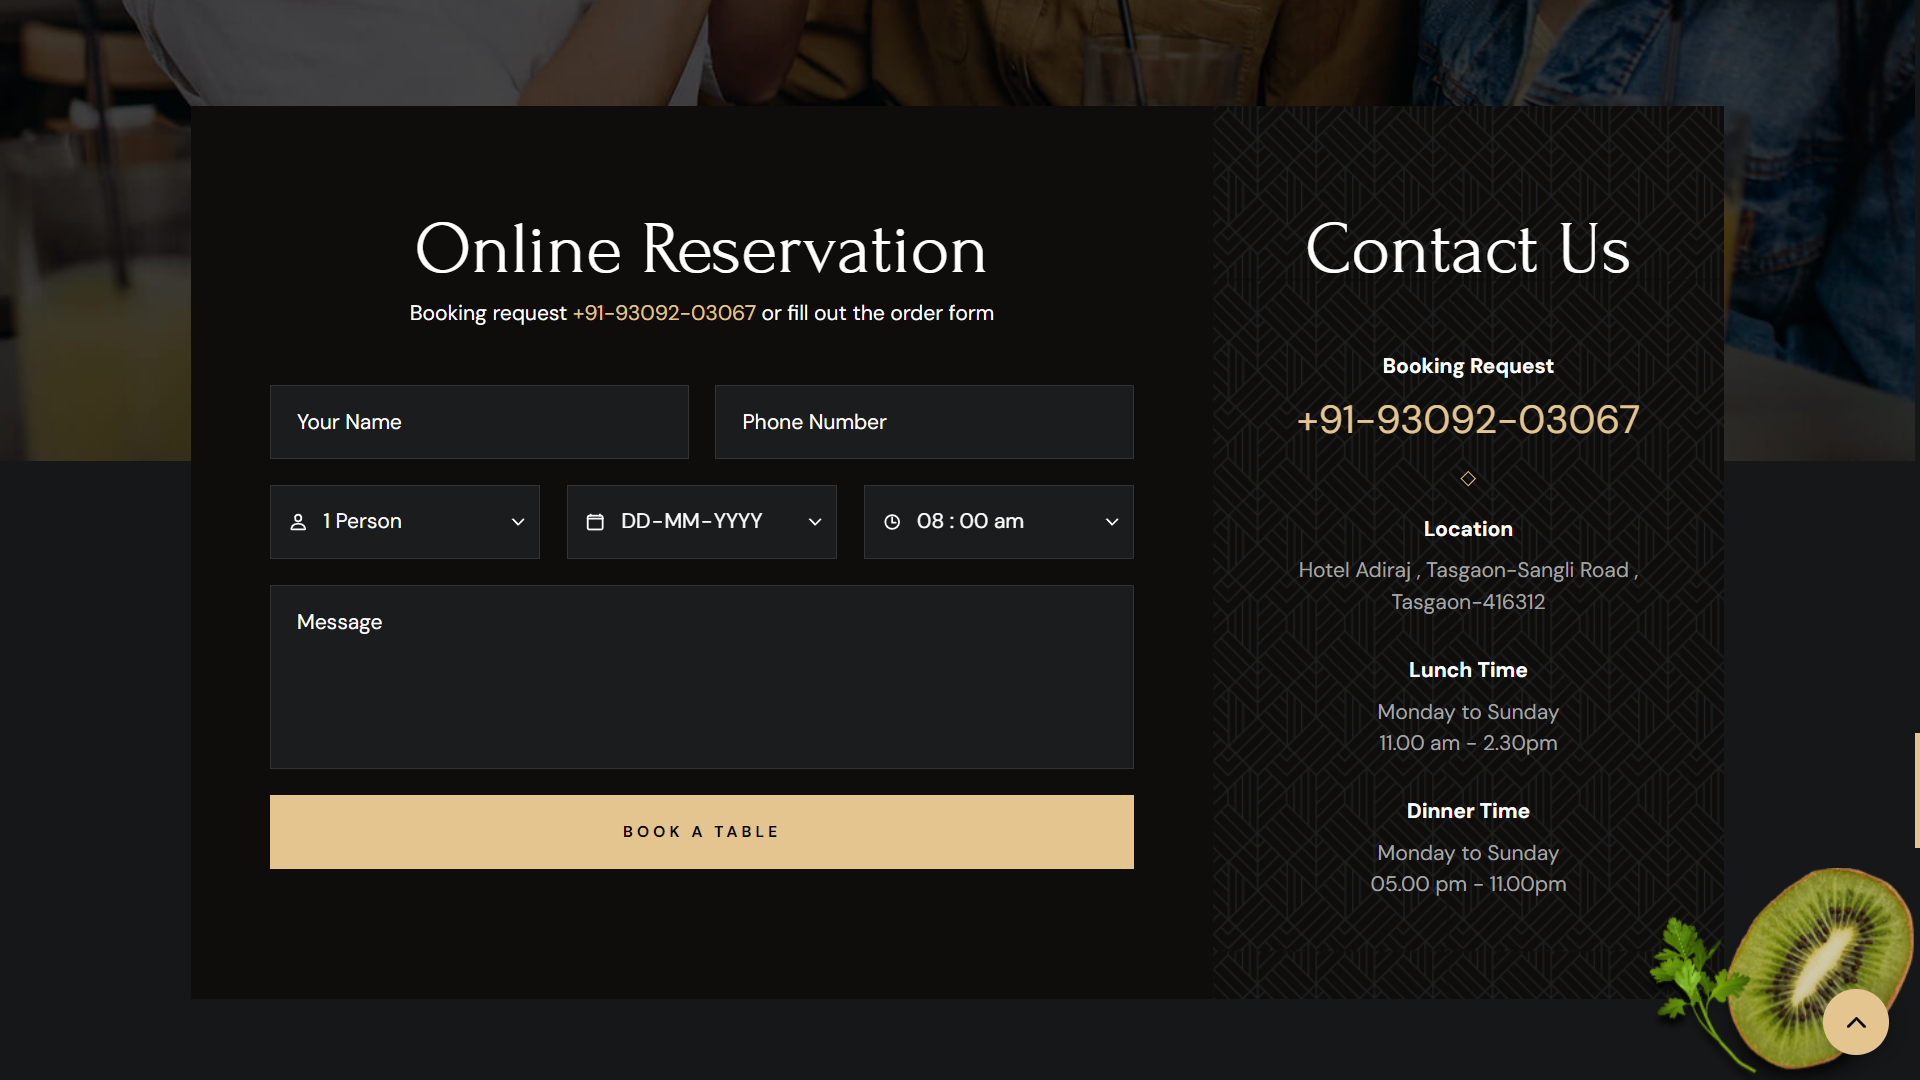 Online Reservation
Booking request +91-93092-03067 or fill out the order form
Your Name
Phone Number
1 Person
DD-MM-YYYY
08 : 00 am
Message
BOOK A TABLE
Contact Us
Booking Request
+91-93092-03067
Location
Hotel Adiraj , Tasgaon-Sangli Road ,
Tasgaon-416312
Lunch Time
Monday to Sunday
11.00 am - 2.30pm
Dinner Time
Monday to Sunday
05.00 pm - 11.00pm